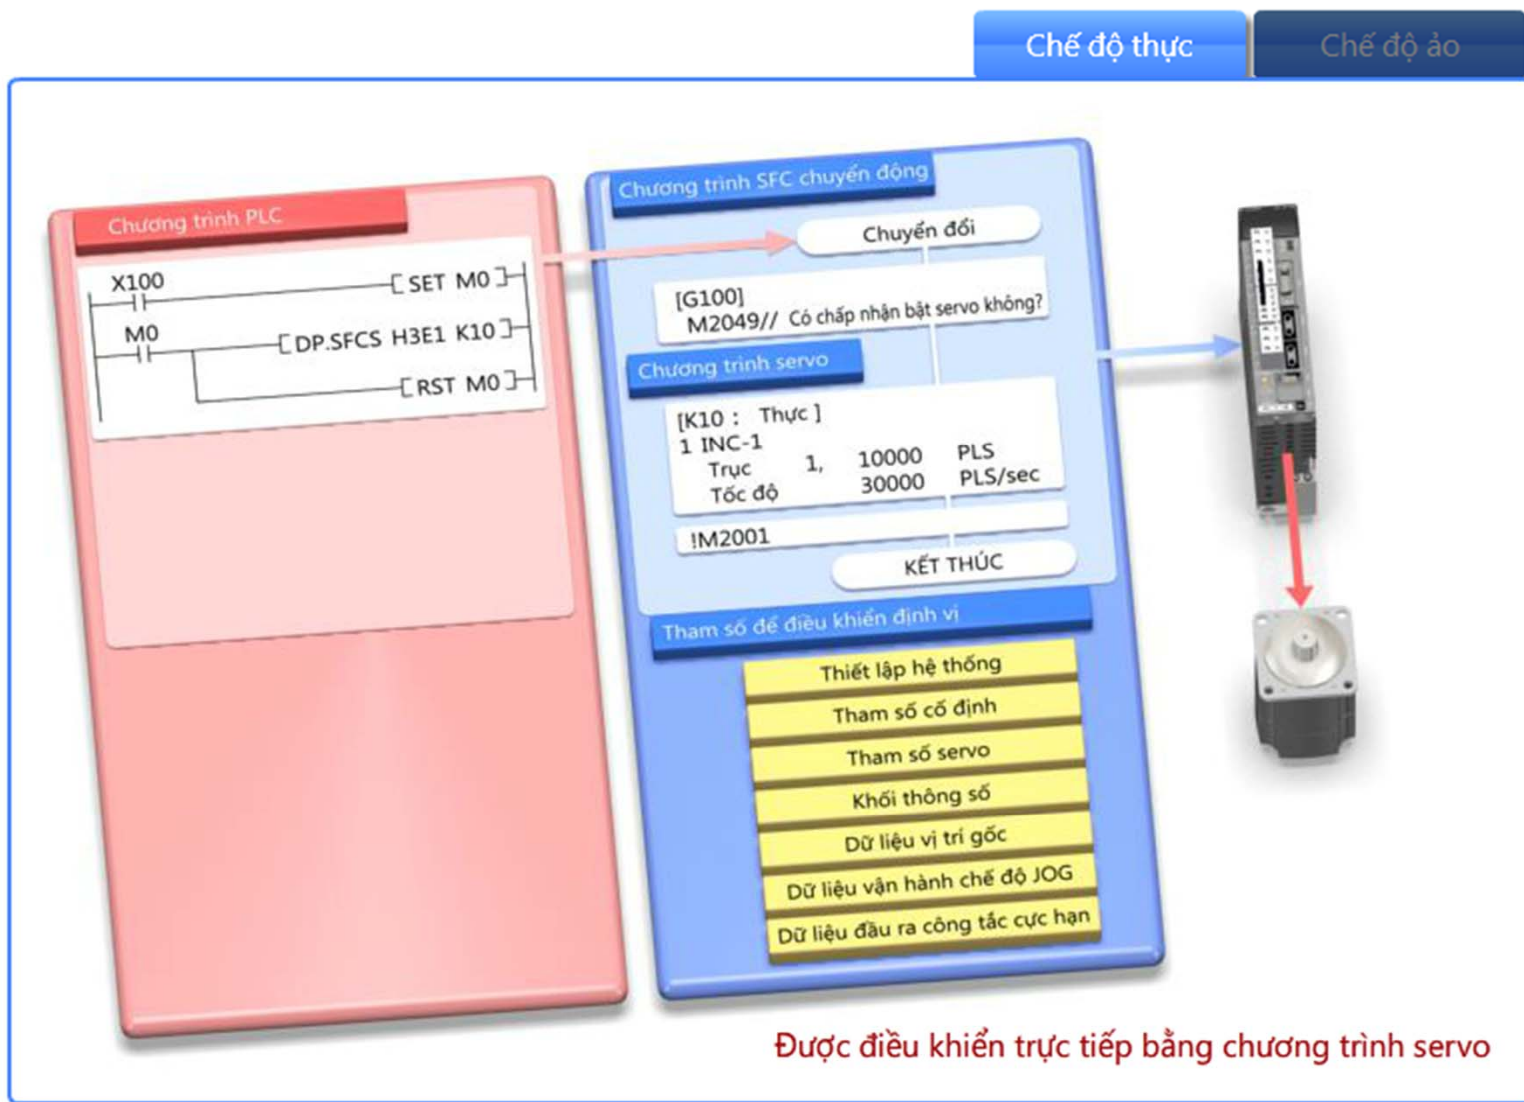 Chế độ thực
Chế độ ảo
Chương trình PLC
X100
SET M0
M0
DP.SFCS H3E1 K10
RST M0
Chương trình SFC chuyển động
Chuyển đổi
[G100]
M2049// Có chấp nhận bật servo không?
Chương trình servo
[K10 : Thực ]
1 INC-1
Trục 1, 10000 PLS
Tốc độ 30000 PLS/sec
!M2001
KẾT THÚC
Tham số để điều khiển định vị
Thiết lập hệ thống
Tham số cố định
Tham số servo
Khối thông số
Dữ liệu vị trí gốc
Dữ liệu vận hành chế độ JOG
Dữ liệu đầu ra công tắc cực hạn
Được điều khiển trực tiếp bằng chương trình servo